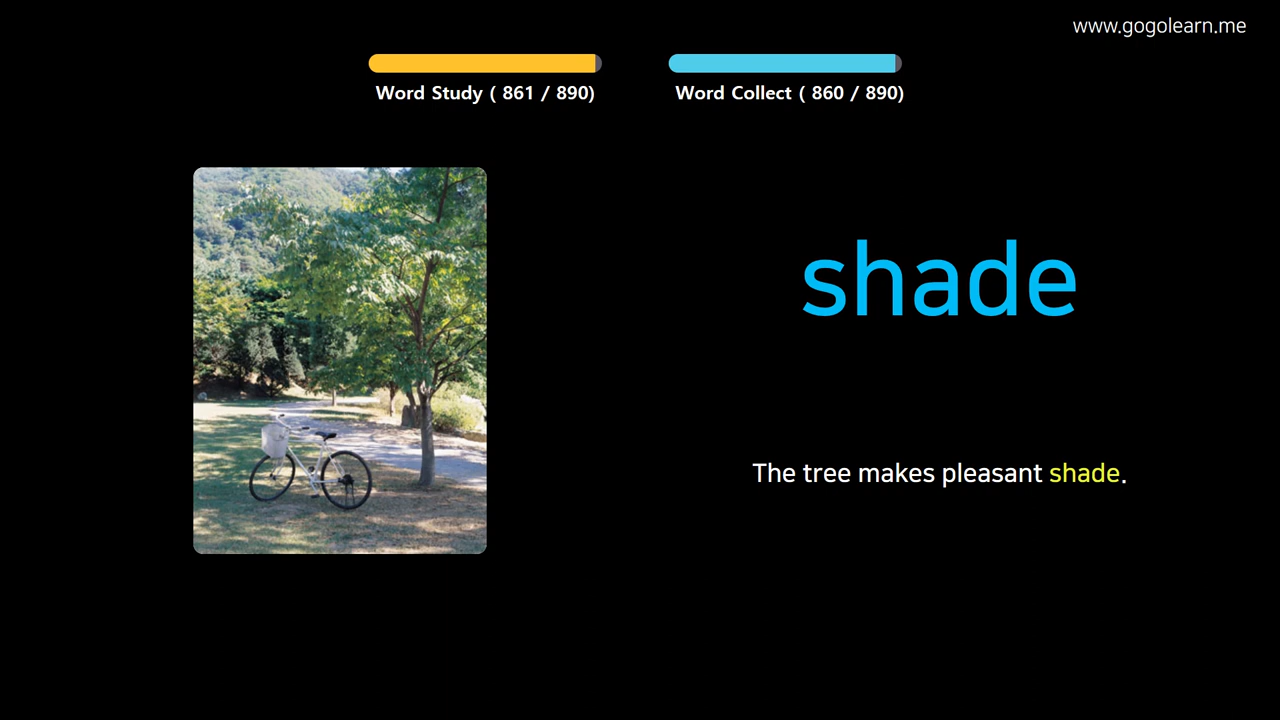 www.gogolearn.me
Word Study ( 861 / 890)
Word Collect ( 860 / 890)
shade
The tree makes pleasant shade.